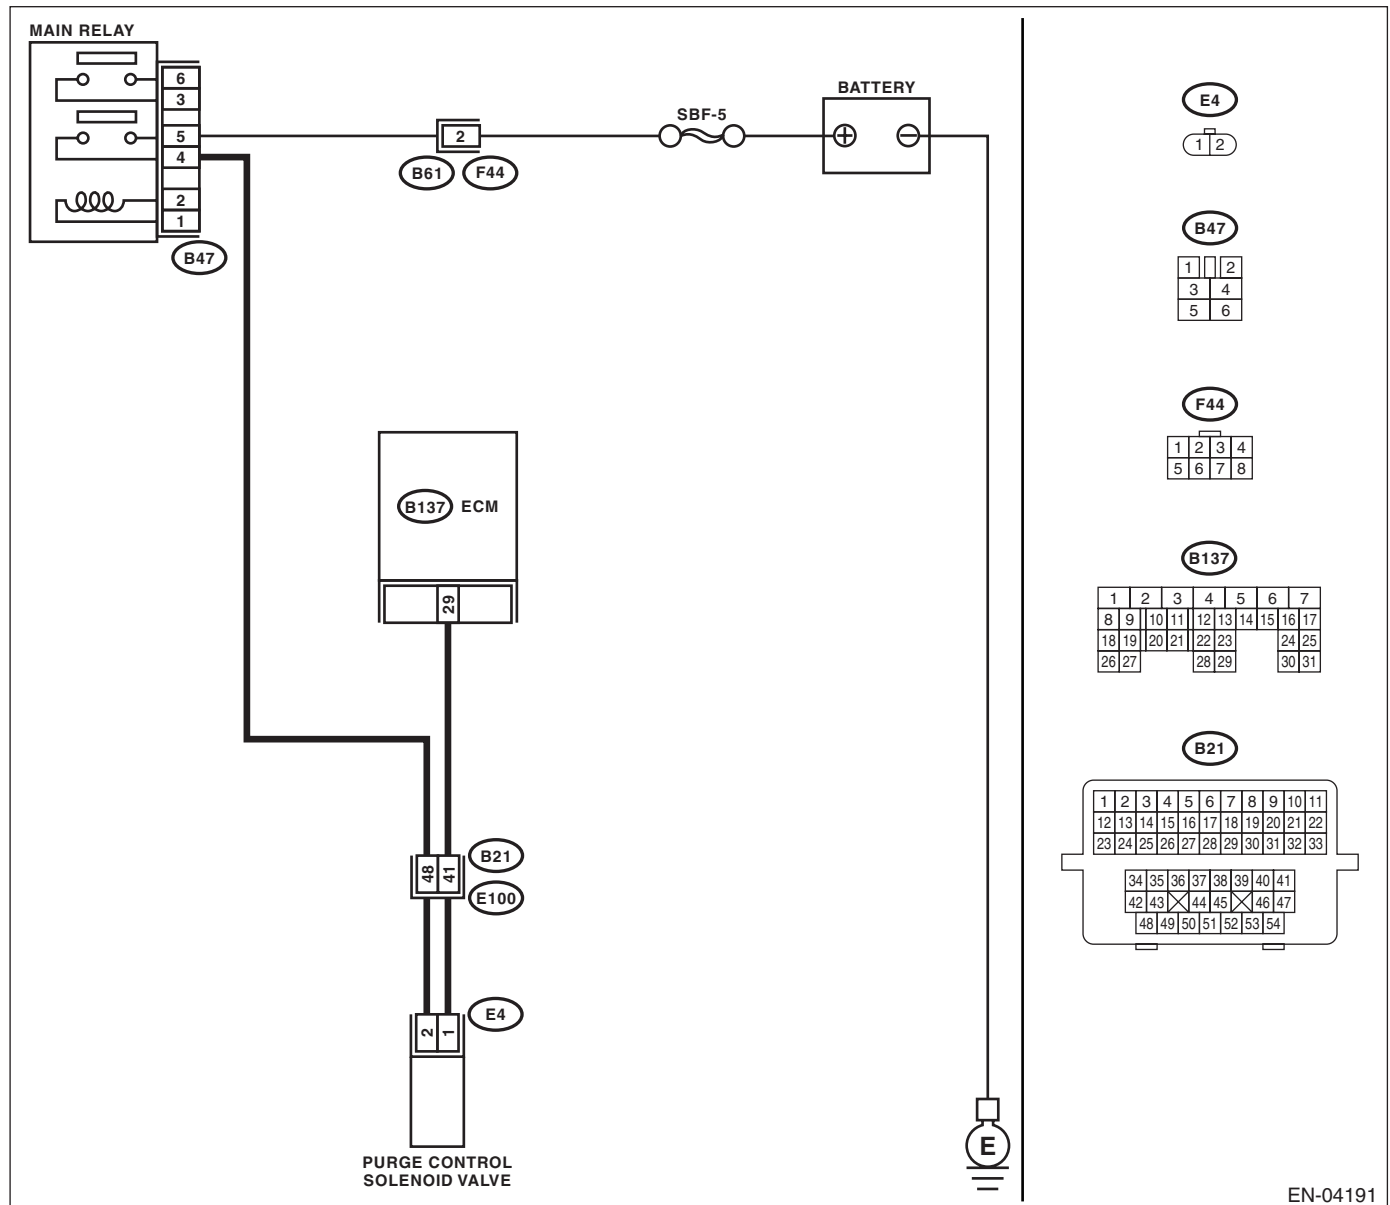 MAIN RELAY
6
3
5
4
2
1
B47
2
B61 F44
SBF-5
BATTERY
+ −
B137 ECM
29
48 41
B21
E100
2 1
E4
PURGE CONTROL
SOLENOID VALVE
E
E4
1 2
B47
1 2
3 4
5 6
F44
1 2 3 4
5 6 7 8
B137
1 2 3 4 5 6 7
8 9 10 11 12 13 14 15 16 17
18 19 20 21 22 23 24 25
26 27 28 29 30 31
B21
1 2 3 4 5 6 7 8 9 10 11
12 13 14 15 16 17 18 19 20 21 22
23 24 25 26 27 28 29 30 31 32 33
34 35 36 37 38 39 40 41
42 43 44 45 46 47
48 49 50 51 52 53 54
EN-04191